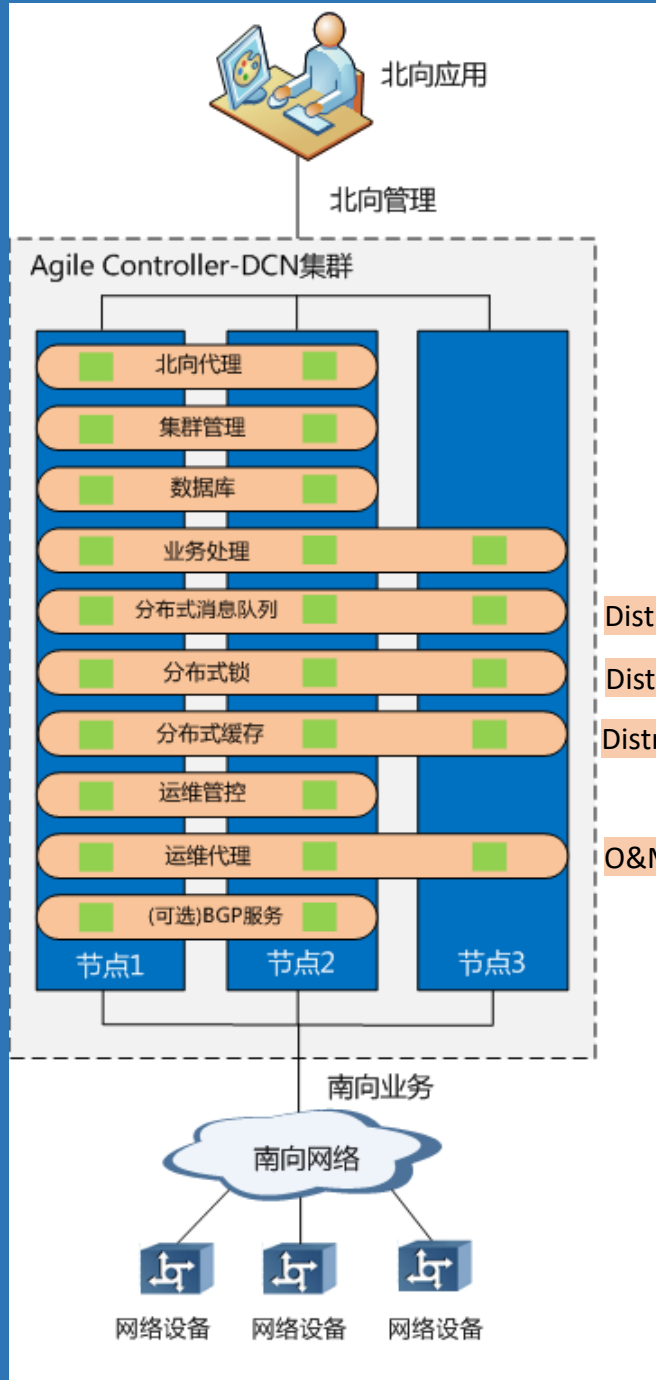 北向应用
北向管理
Agile Controller-DCN集群
北向代理
集群管理
数据库
业务处理
分布式消息队列
Dist
分布式锁
Dist
分布式缓存
Distr
运维管控
运维代理
O&M
(可选)BGP服务
节点1
节点2
节点3
南向业务
南向网络
网络设备
网络设备
网络设备